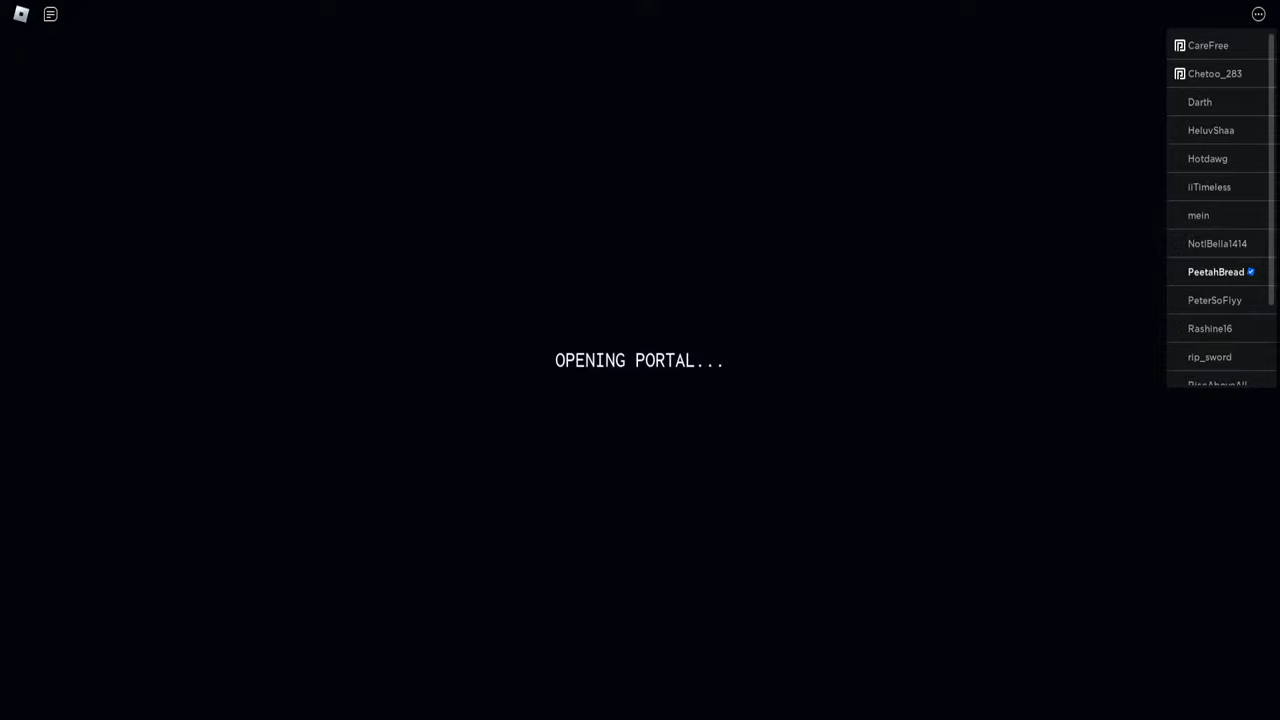 CareFree
Chetoo_283
Darth
HeluvShaa
Hotdawg
iiTimeless
mein
NotIBella1414
PeetahBread
PeterSoFlyy
OPENING PORTAL...
Rashine16
rip_sword